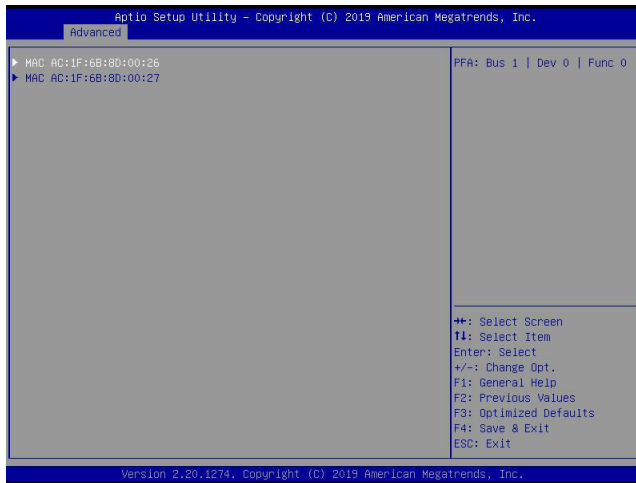 Aptio Setup Utility – Copyright (C) 2019 American Megatrends, Inc.
Advanced
MAC AC:1F:6B:8D:00:26
MAC AC:1F:6B:8D:00:27
PFA: Bus 1 | Dev 0 | Func 0
→←: Select Screen
↑↓: Select Item
Enter: Select
+/-: Change Opt.
F1: General Help
F2: Previous Values
F3: Optimized Defaults
F4: Save & Exit
ESC: Exit
Version 2.20.1274. Copyright (C) 2019 American Megatrends, Inc.